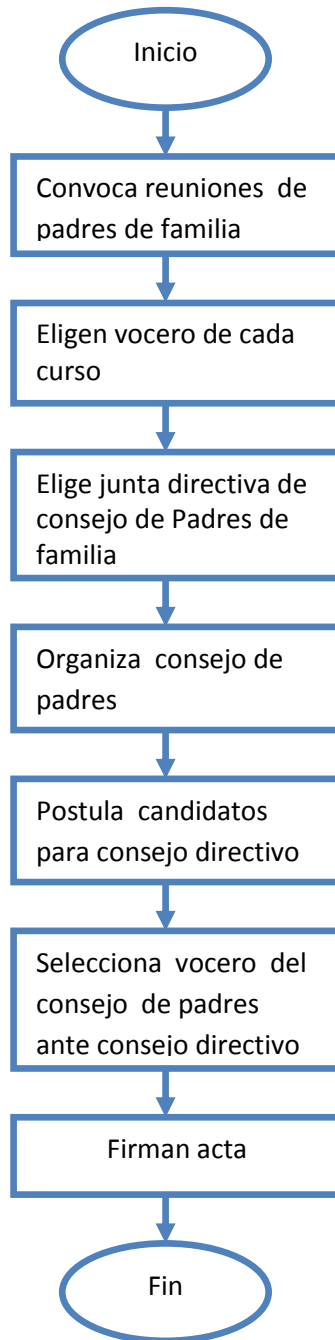 Inicio
Convoca reuniones de
padres de familia
Eligen vocero de cada
curso
Elige junta directiva de
consejo de Padres de
familia
Organiza consejo de
padres
Postula candidatos
para consejo directivo
Selecciona vocero del
consejo de padres
ante consejo directivo
Firman acta
Fin